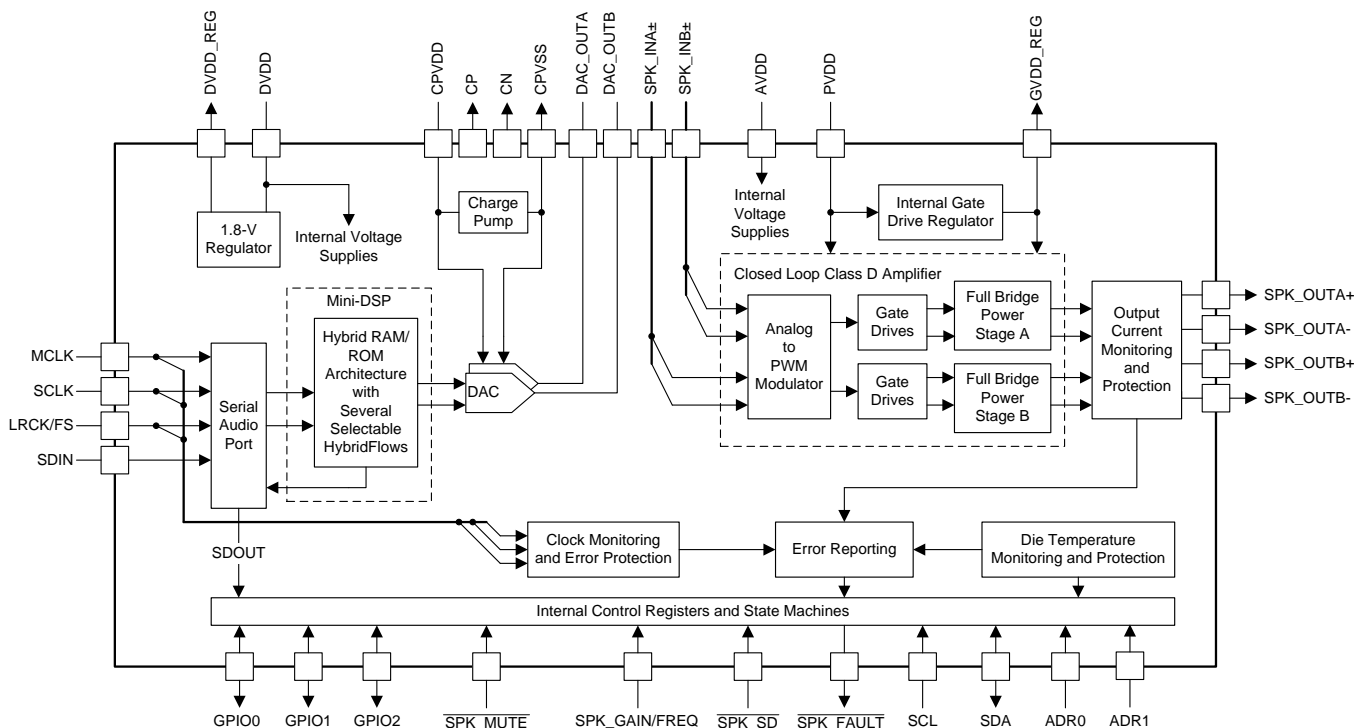 DVDD_REG
DVDD
CPVDD
CP
CN
CPVSS
DAC_OUTA
DAC_OUTB
SPK_INA±
SPK_INB±
AVDD
PVDD
GVDD_REG
1.8-V
Regulator
Internal Voltage
Supplies
Charge
Pump
Internal
Voltage
Supplies
Internal Gate
Drive Regulator
Closed Loop Class D Amplifier
Mini-DSP
Hybrid RAM/
ROM
Architecture
with
Several
Selectable
HybridFlows
DAC
Analog
to
PWM
Modulator
Gate
Drives
Full Bridge
Power
Stage A
Gate
Drives
Full Bridge
Power
Stage B
Output
Current
Monitoring
and
Protection
SPK_OUTA+
SPK_OUTA-
SPK_OUTB+
SPK_OUTB-
MCLK
SCLK
LRCK/FS
SDIN
Serial
Audio
Port
SDOUT
Clock Monitoring
and Error Protection
Error Reporting
Die Temperature
Monitoring and Protection
Internal Control Registers and State Machines
GPIO0
GPIO1
GPIO2
SPK_MUTE
SPK_GAIN/FREQ
SPK_SD
SPK_FAULT
SCL
SDA
ADR0
ADR1